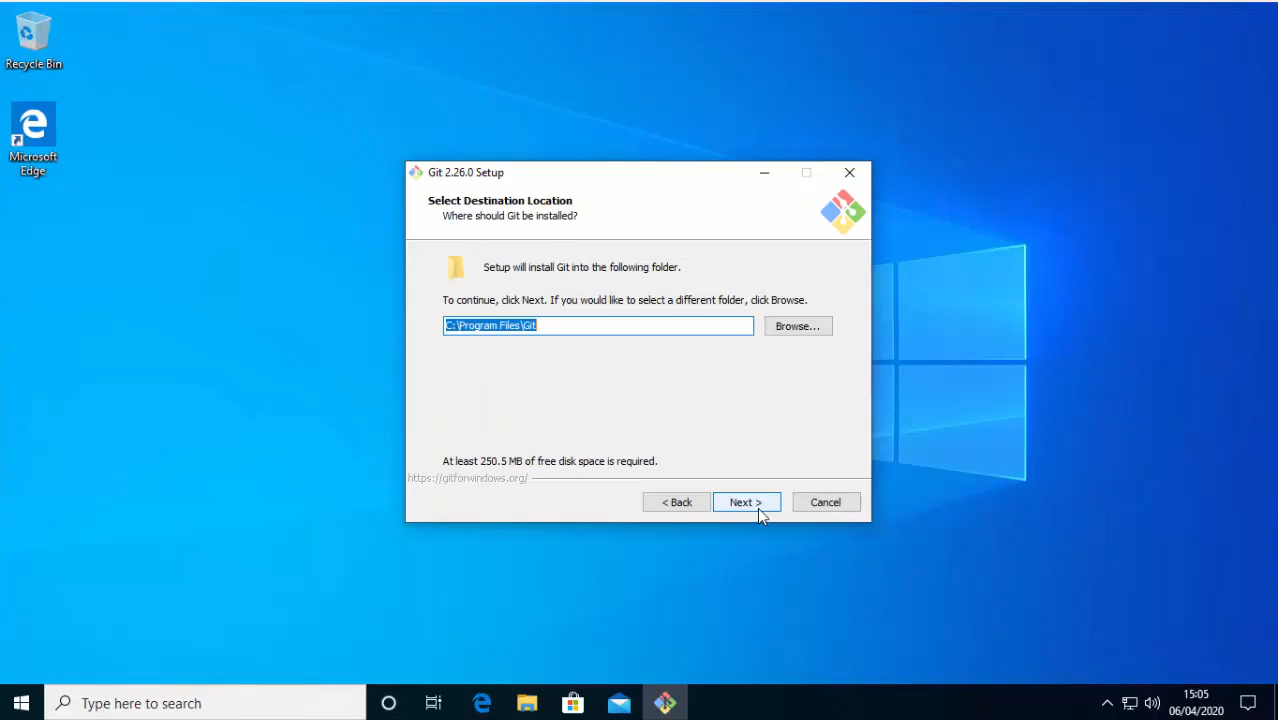 Recycle Bin
Microsoft
Edge
Git 2.26.0 Setup
Select Destination Location
Where should Git be installed?
Setup will install Git into the following folder.
To continue, click Next. If you would like to select a different folder, click Browse.
C:\Program Files\Git
Browse...
At least 250.5 MB of free disk space is required.
https://gitforwindows.org/
< Back
Next >
Cancel
Type here to search
15:05
06/04/2020